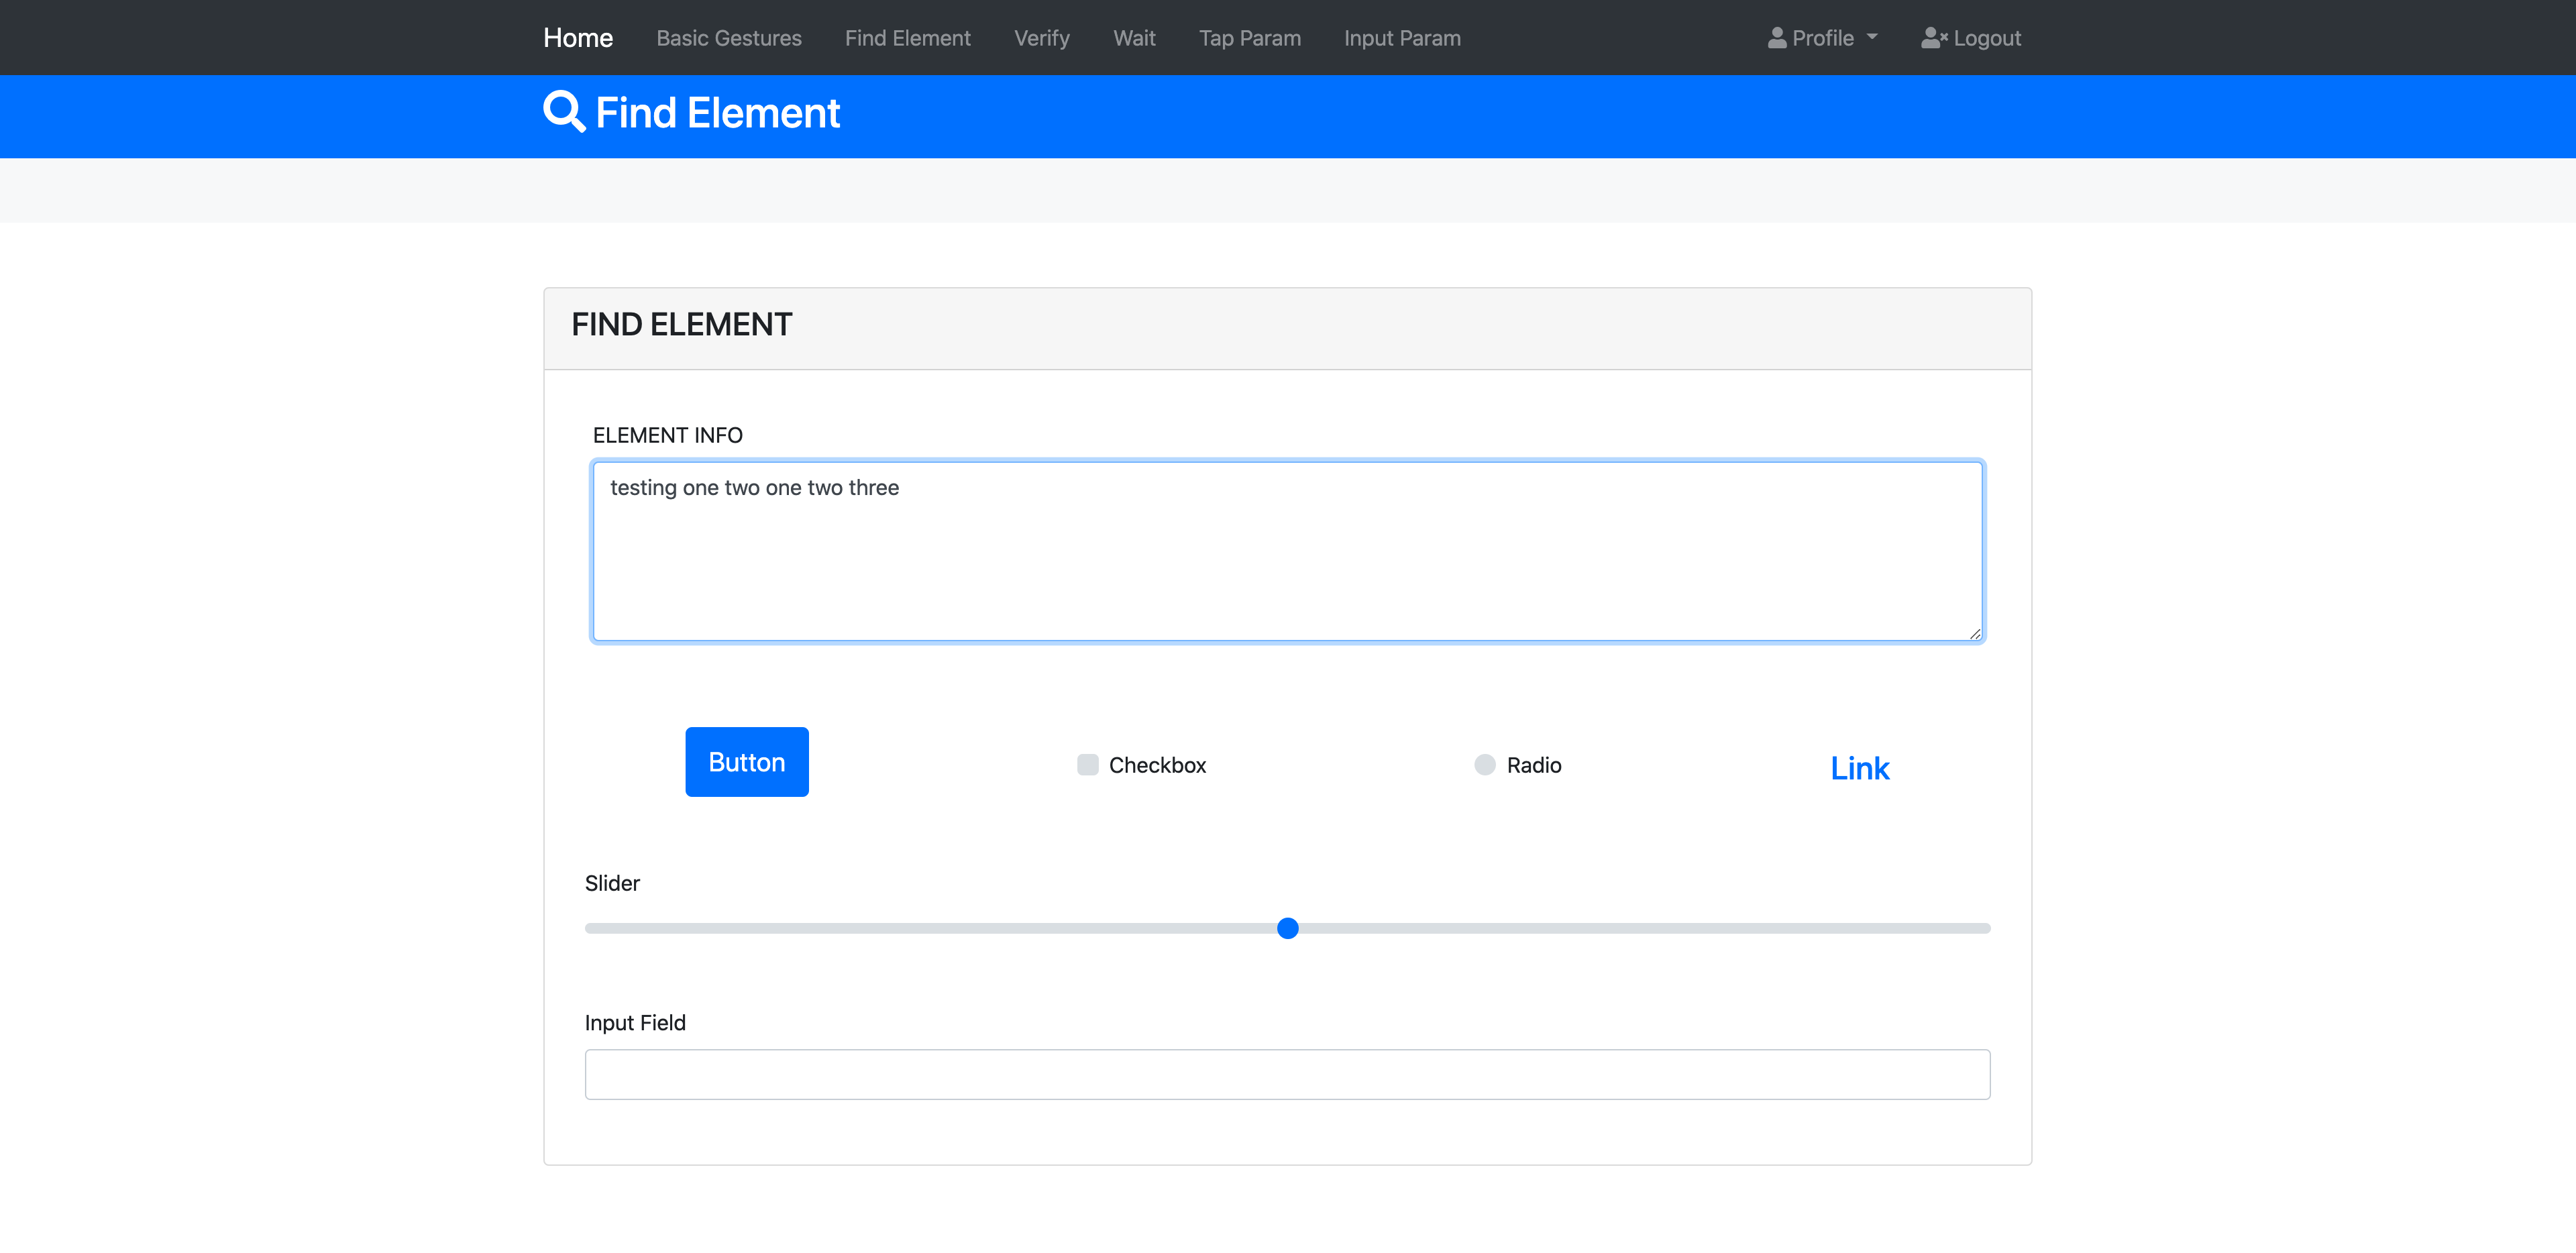 Home Basic Gestures Find Element Verify Wait Tap Param Input Param Profile Logout
Find Element
FIND ELEMENT
ELEMENT INFO
testing one two one two three
Button Checkbox Radio Link
Slider
Input Field